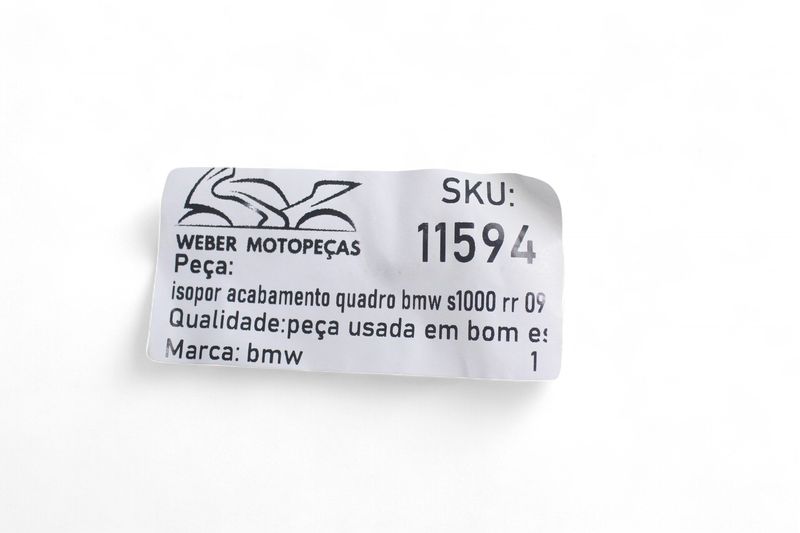 SKU:
11594
WEBER MOTOPEÇAS
Peça:
isopor acabamento quadro bmw s1000 rr 09
Qualidade:peça usada em bom es
Marca: bmw 1